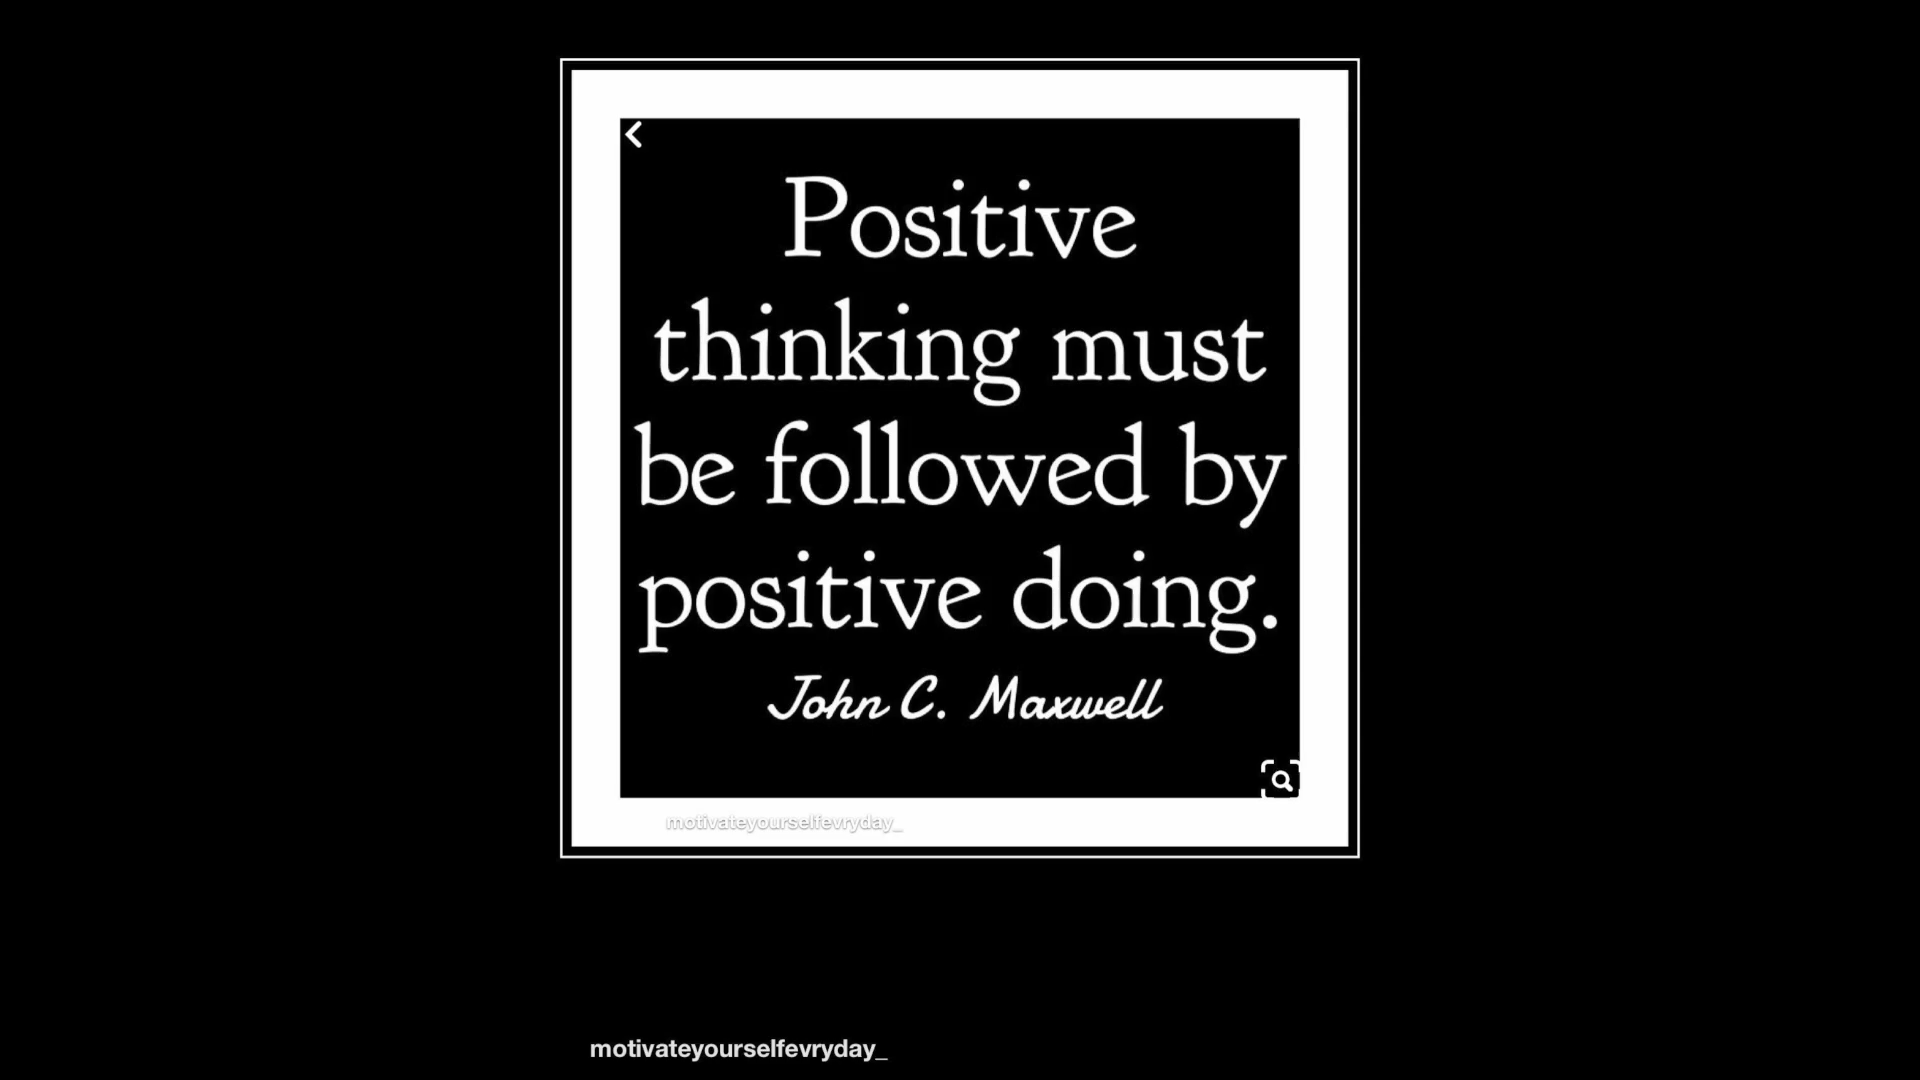 Positive
thinking must
be followed by
positive doing.
John C. Maxwell
motivateyourselfevryday_
motivateyourselfevryday_